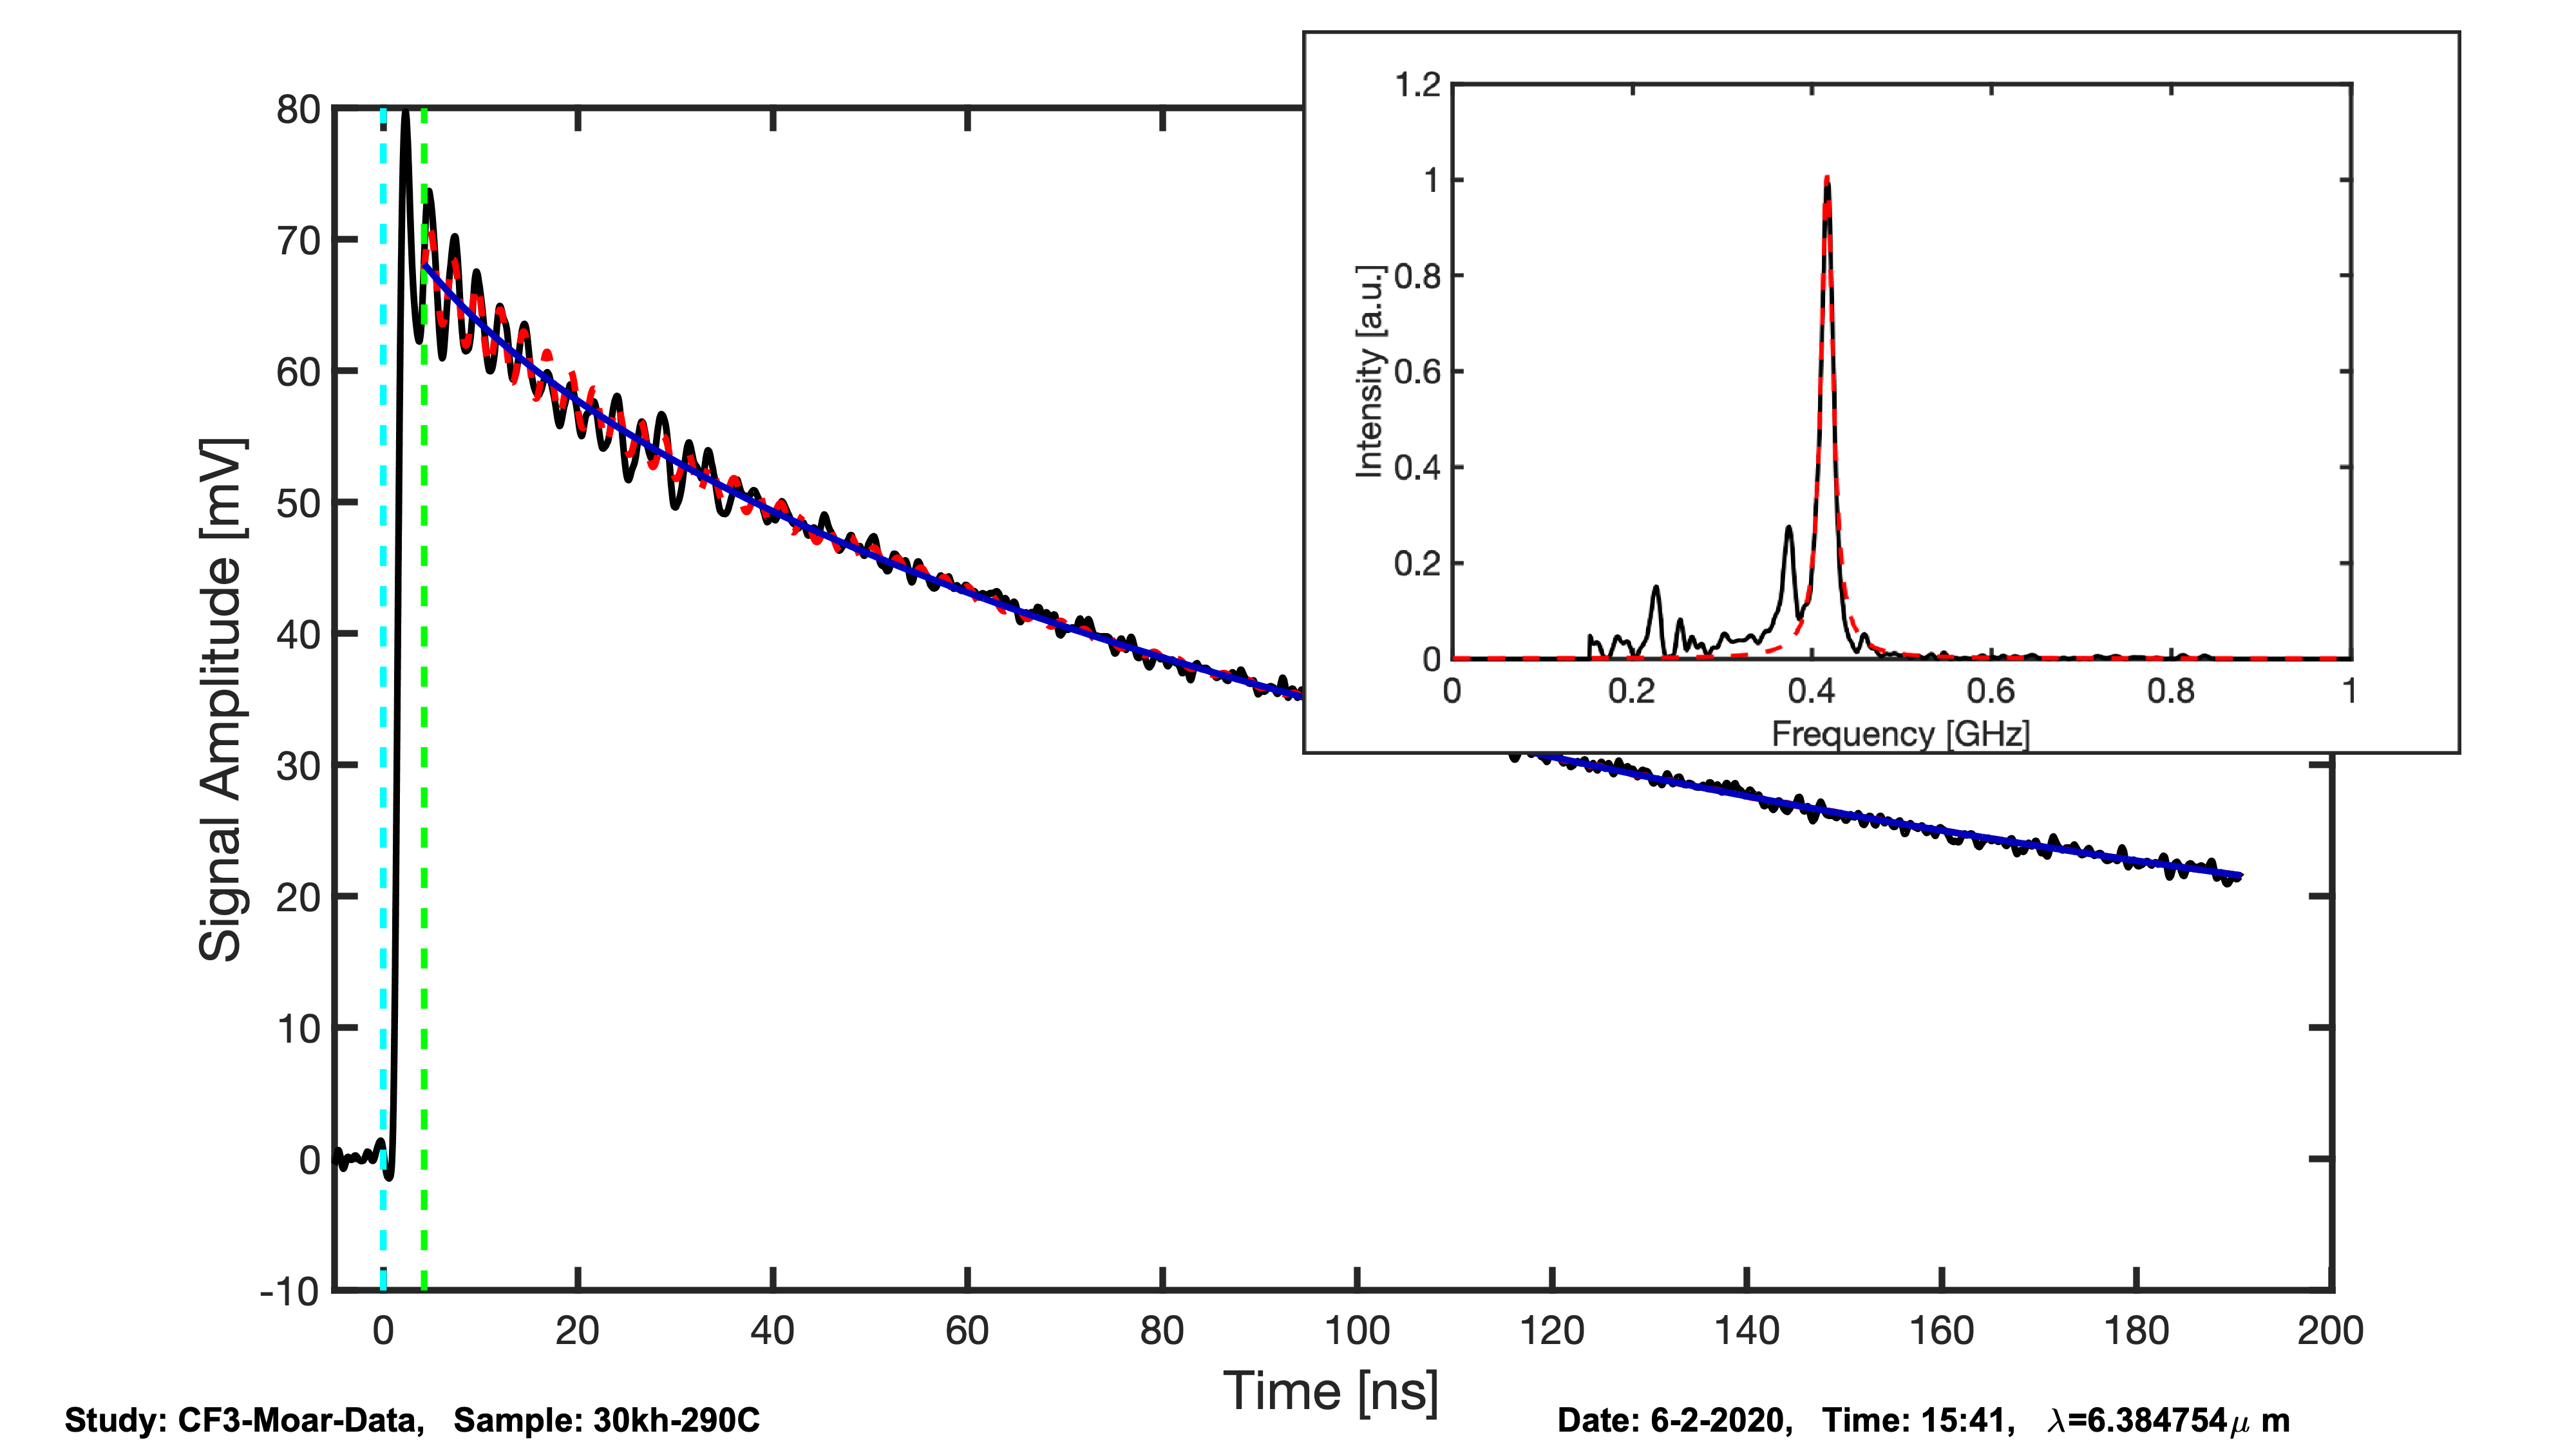 1.2
1
0.8
0.6
0.4
0.2
0
Intensity [a.u.]
0 0.2 0.4 0.6 0.8 1
Frequency [GHz]
80
70
60
50
40
30
20
10
0
-10
Signal Amplitude [mV]
0 20 40 60 80 100 120 140 160 180 200
Time [ns]
Study: CF3-Moar-Data, Sample: 30kh-290C
Date: 6-2-2020, Time: 15:41, λ=6.384754μ m